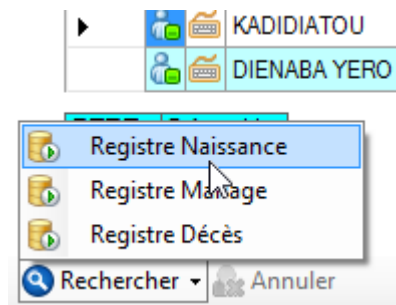 KADIDIATOU
DIENABA YERO
Registre Naissance
Registre Mariage
Registre Décès
Rechercher
Annuler